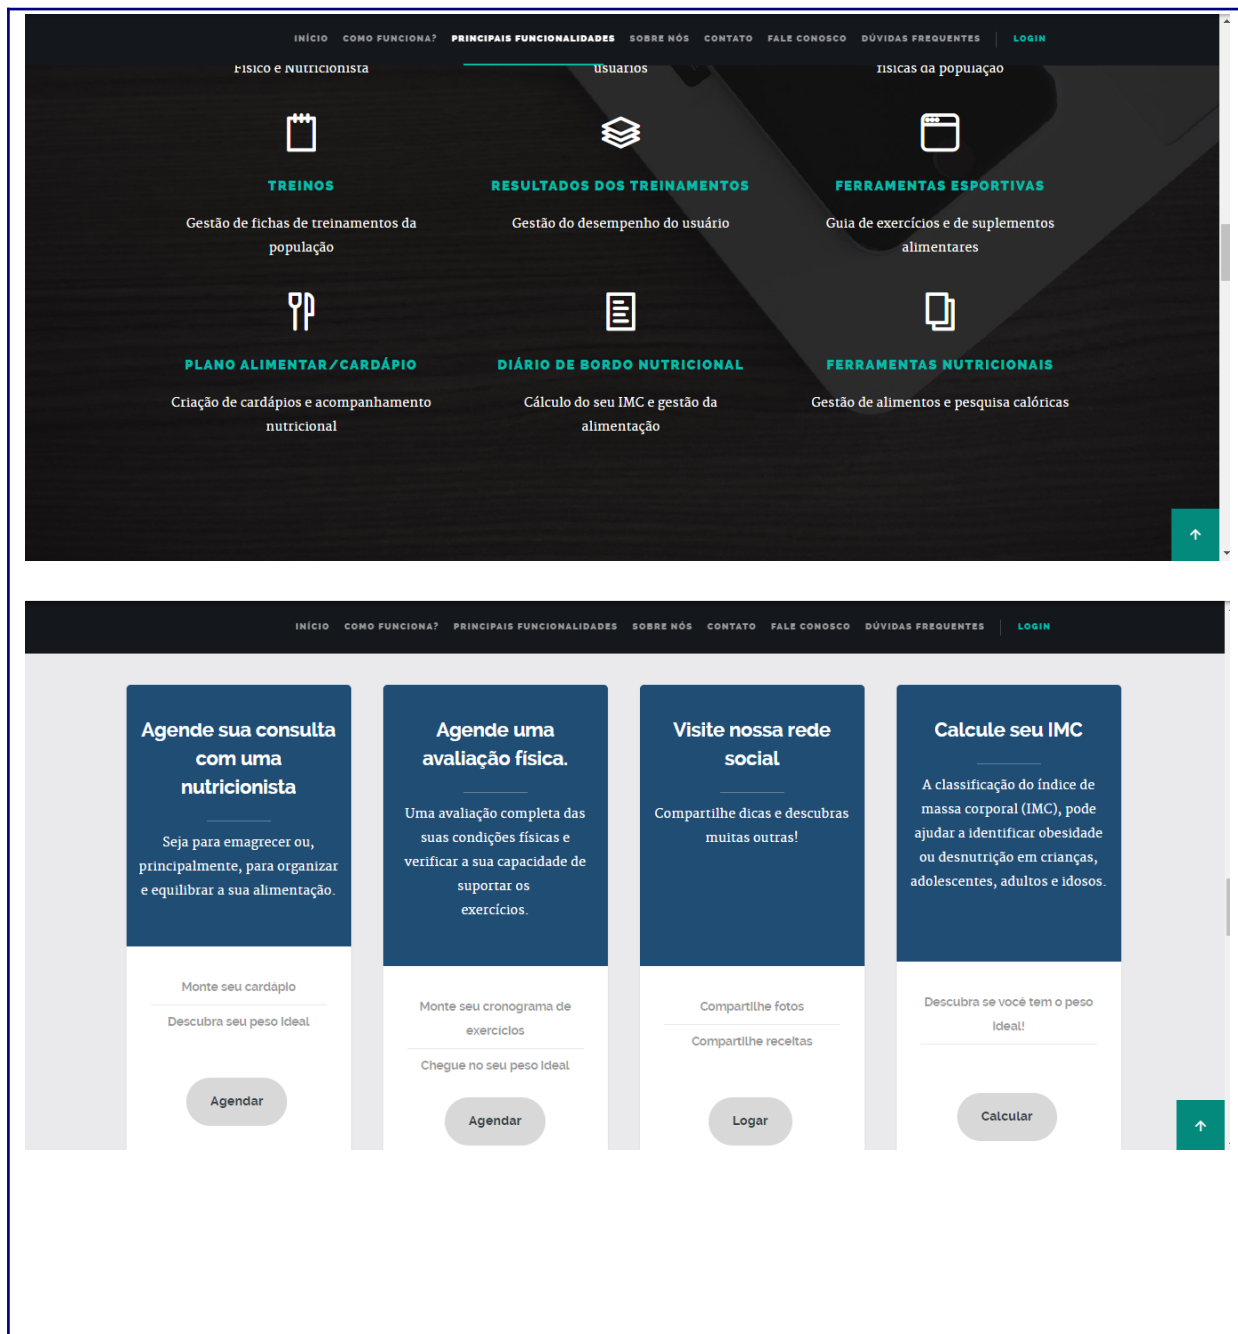 INÍCIO COMO FUNCIONA? PRINCIPAIS FUNCIONALIDADES SOBRE NÓS CONTATO FALE CONOSCO DÚVIDAS FREQUENTES LOGIN
Físico e Nutricionista
usuários
físicas da população
TREINOS
Gestão de fichas de treinamentos da
população
RESULTADOS DOS TREINAMENTOS
Gestão do desempenho do usuário
FERRAMENTAS ESPORTIVAS
Guia de exercícios e de suplementos
alimentares
PLANO ALIMENTAR/CARDÁPIO
Criação de cardápios e acompanhamento
nutricional
DIÁRIO DE BORDO NUTRICIONAL
Cálculo do seu IMC e gestão da
alimentação
FERRAMENTAS NUTRICIONAIS
Gestão de alimentos e pesquisa calóricas
INÍCIO COMO FUNCIONA? PRINCIPAIS FUNCIONALIDADES SOBRE NÓS CONTATO FALE CONOSCO DÚVIDAS FREQUENTES LOGIN
Agende sua consulta
com uma
nutricionista
Seja para emagrecer ou,
principalmente, para organizar
e equilibrar a sua alimentação.
Monte seu cardápio
Descubra seu peso ideal
Agendar
Agende uma
avaliação física.
Uma avaliação completa das
suas condições físicas e
verificar a sua capacidade de
suportar os
exercícios.
Monte seu cronograma de
exercícios
Chegue no seu peso ideal
Agendar
Visite nossa rede
social
Compartilhe dicas e descubras
muitas outras!
Compartilhe fotos
Compartilhe receitas
Logar
Calcule seu IMC
A classificação do índice de
massa corporal (IMC), pode
ajudar a identificar obesidade
ou desnutrição em crianças,
adolescentes, adultos e idosos.
Descubra se você tem o peso
ideal!
Calcular